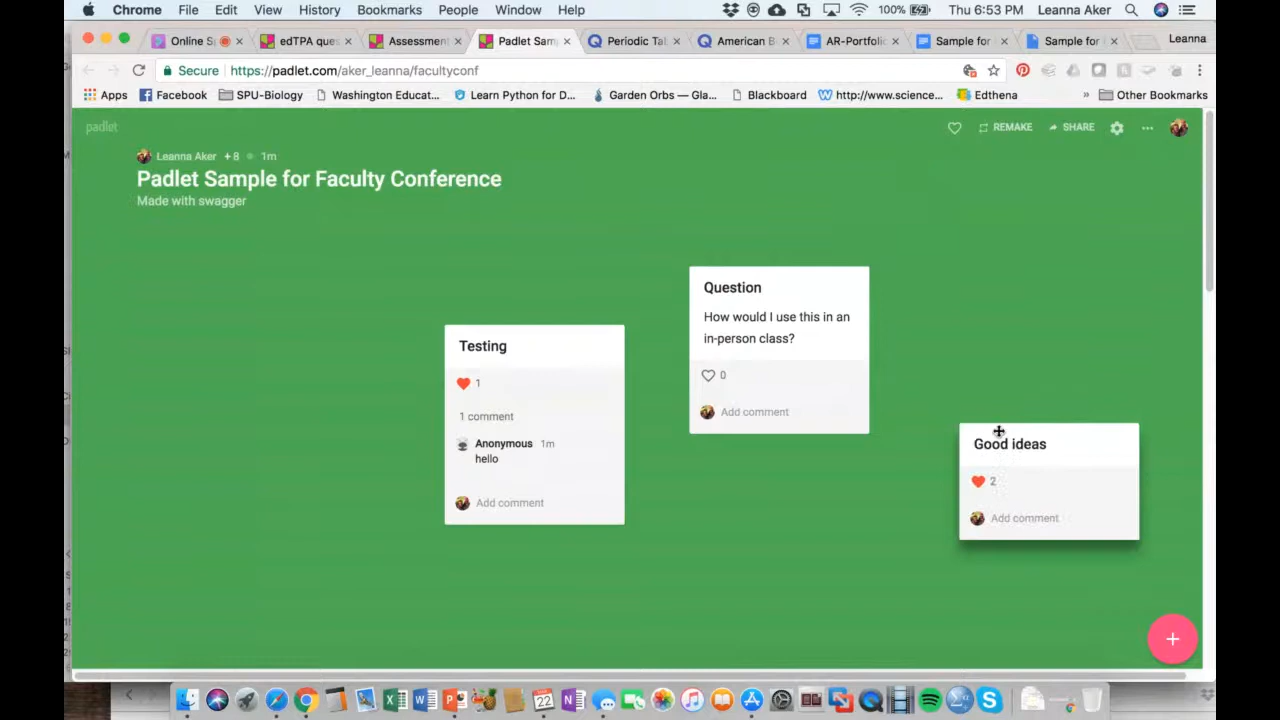 Chrome File Edit View History Bookmarks People Window Help 100% Thu 6:53 PM Leanna Aker
Online S edTPA ques Assessment Padlet Sam Periodic Tab American B AR-Portfolio Sample for Sample for Leanna
Secure https://padlet.com/aker_leanna/facultyconf
Apps Facebook SPU-Biology Washington Educat... Learn Python for D... Garden Orbs — Gla... Blackboard http://www.science... Edthena » Other Bookmarks
padlet
REMAKE SHARE
Leanna Aker +8 1m
Padlet Sample for Faculty Conference
Made with swagger
Question
How would I use this in an
in-person class?
0
Add comment
Testing
1
1 comment
Anonymous 1m
hello
Add comment
Good ideas
2
Add comment
+
22